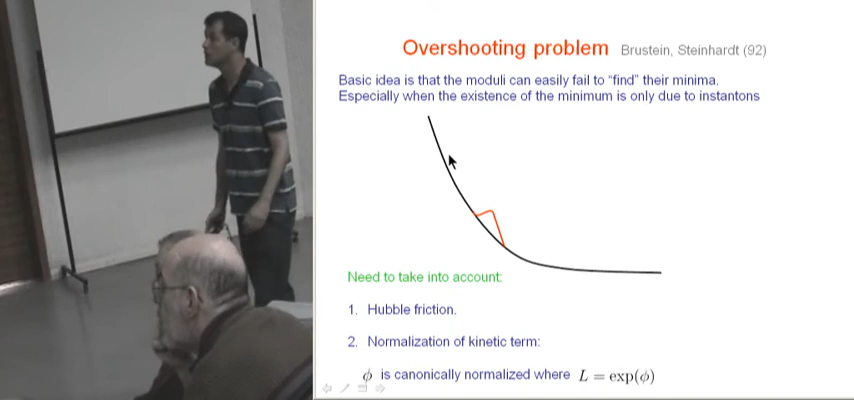 Overshooting problem Brustein, Steinhardt (92)
Basic idea is that the moduli can easily fail to "find" their minima.
Especially when the existence of the minimum is only due to instantons
Need to take into account:
1. Hubble friction.
2. Normalization of kinetic term:
ϕ is canonically normalized where L = exp(ϕ)